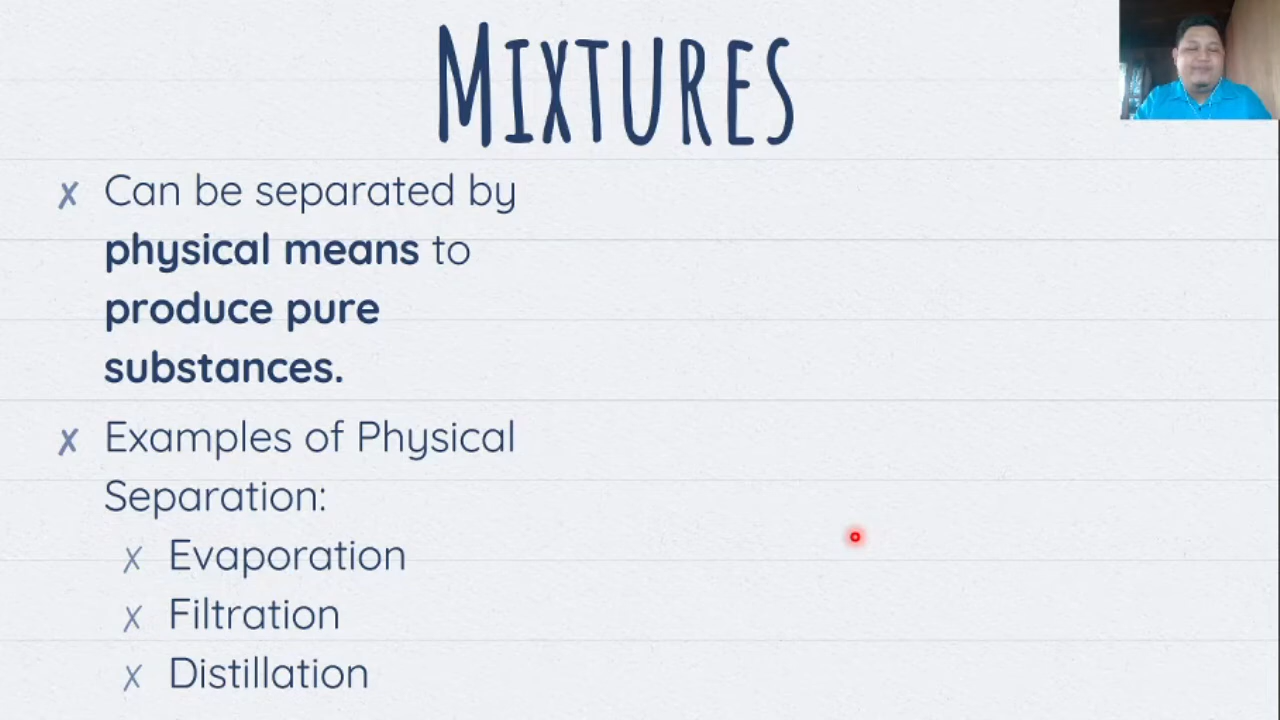 MIXTURES
✗ Can be separated by
physical means to
produce pure
substances.
✗ Examples of Physical
Separation:
✗ Evaporation
✗ Filtration
✗ Distillation